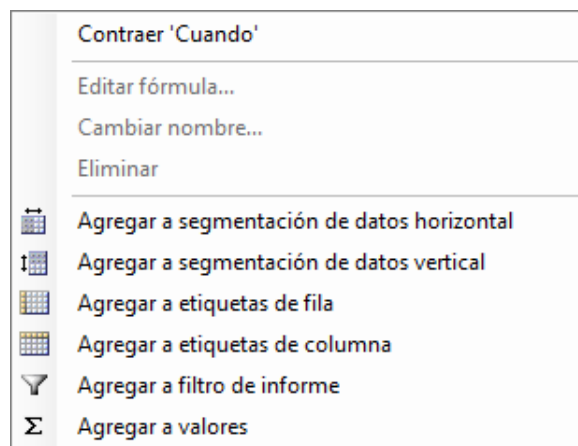 Contraer 'Cuando'
Editar fórmula...
Cambiar nombre...
Eliminar
Agregar a segmentación de datos horizontal
Agregar a segmentación de datos vertical
Agregar a etiquetas de fila
Agregar a etiquetas de columna
Agregar a filtro de informe
Σ Agregar a valores